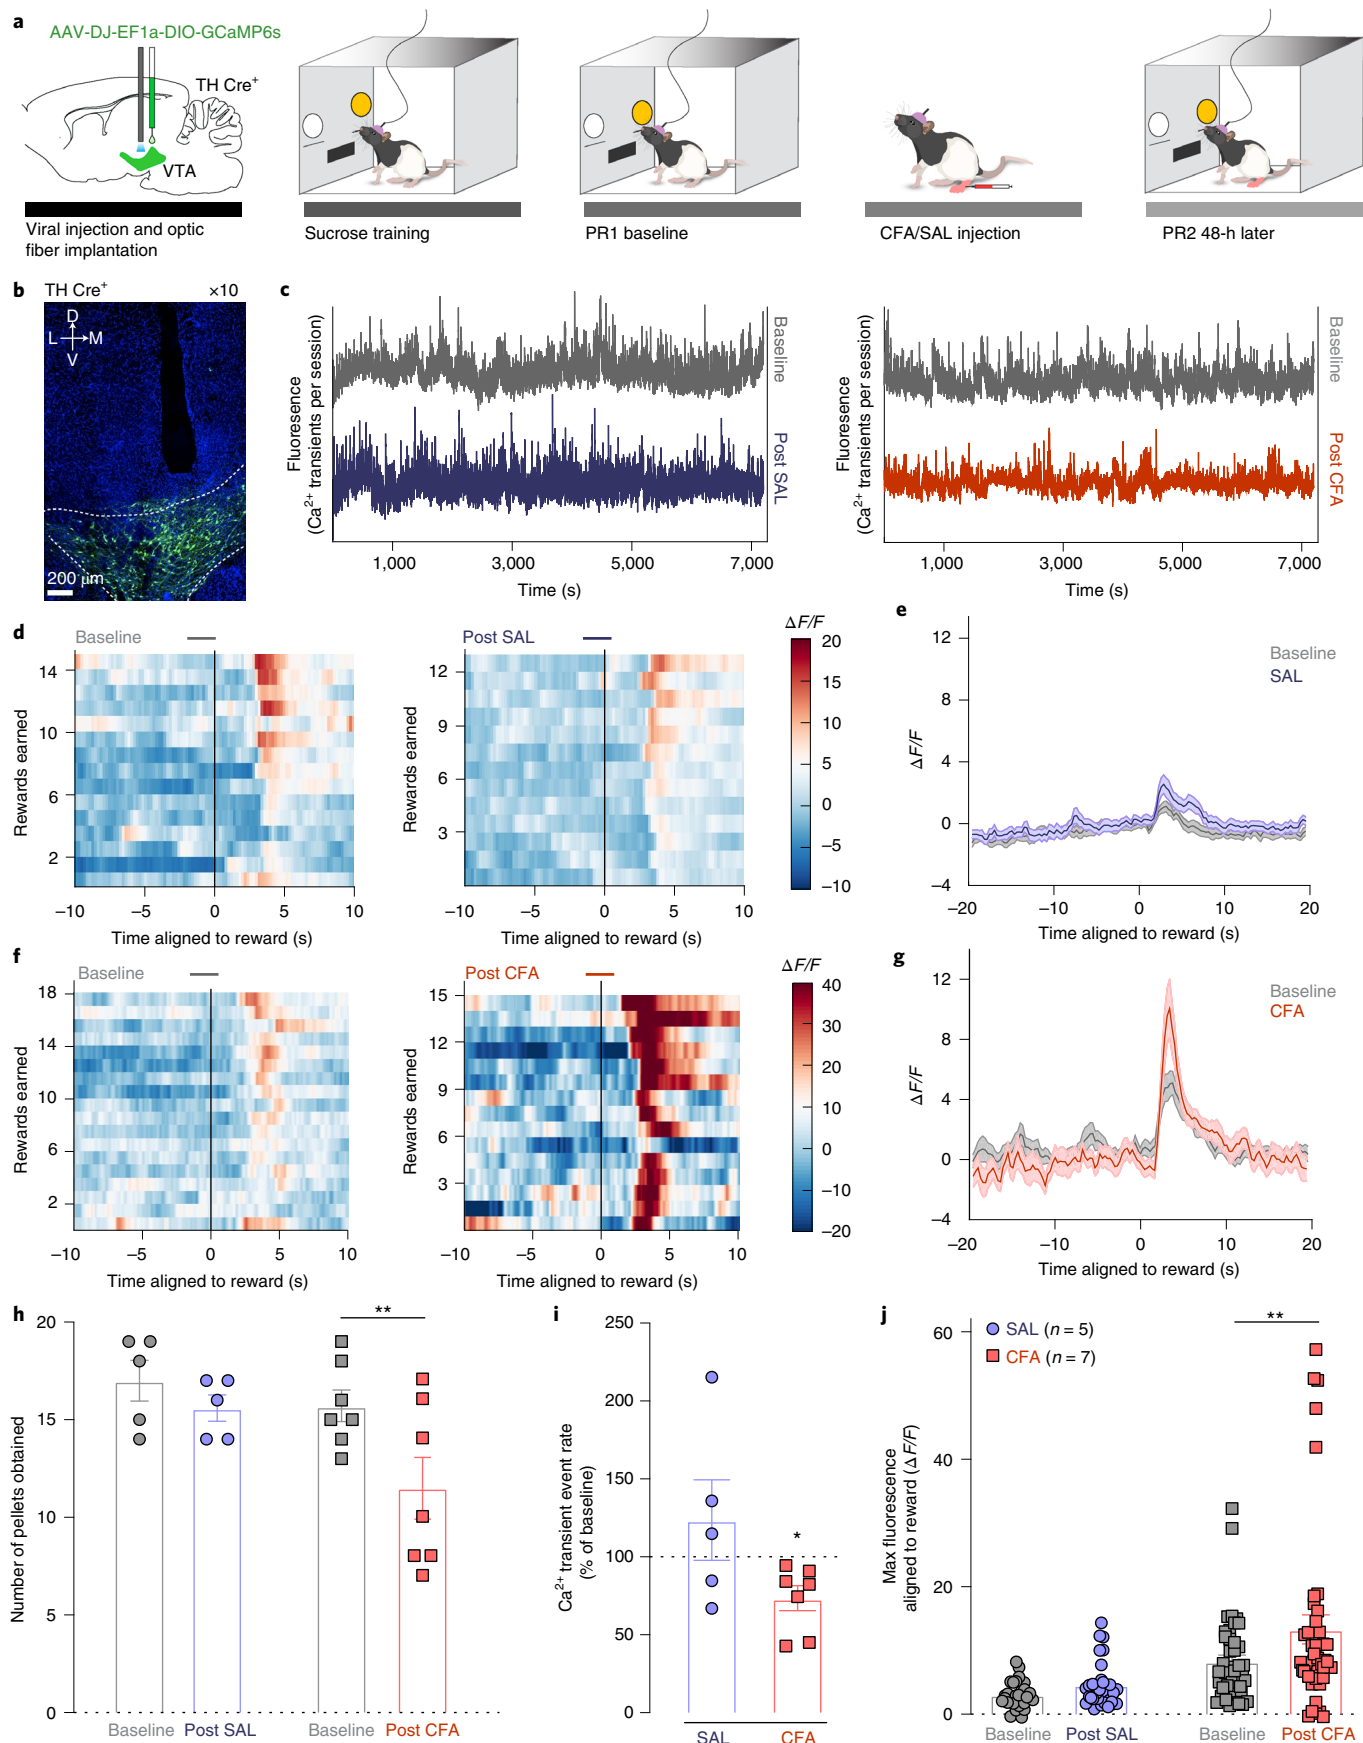 a
AAV-DJ-EF1a-DIO-GCaMP6s
TH Cre+
VTA
Viral injection and optic
fiber implantation
Sucrose training
PR1 baseline
CFA/SAL injection
PR2 48-h later
b
TH Cre+
×10
D
L M
V
200 µm
c
Fluoresence
(Ca2+ transients per session)
Baseline
Post SAL
1,000
3,000
5,000
7,000
Time (s)
Fluoresence
(Ca2+ transients per session)
Baseline
Post CFA
1,000
3,000
5,000
7,000
Time (s)
d
Baseline
Rewards earned
14
10
6
2
–10
–5
0
5
10
Time aligned to reward (s)
Post SAL
Rewards earned
12
9
6
3
–10
–5
0
5
10
Time aligned to reward (s)
ΔF/F
20
15
10
5
0
–5
–10
e
ΔF/F
12
8
4
0
–4
Baseline
SAL
–20
–10
0
10
20
Time aligned to reward (s)
f
Baseline
Rewards earned
18
14
10
6
2
–10
–5
0
5
10
Time aligned to reward (s)
Post CFA
Rewards earned
15
12
9
6
3
–10
–5
0
5
10
Time aligned to reward (s)
ΔF/F
40
30
20
10
0
–10
–20
g
ΔF/F
12
8
4
0
–4
Baseline
CFA
–20
–10
0
10
20
Time aligned to reward (s)
h
Number of pellets obtained
20
15
10
5
0
**
Baseline
Post SAL
Baseline
Post CFA
i
Ca2+ transient event rate
(% of baseline)
250
200
150
100
50
0
*
SAL
CFA
j
Max fluorescence
aligned to reward (ΔF/F)
60
40
20
0
SAL (n = 5)
CFA (n = 7)
**
Baseline
Post SAL
Baseline
Post CFA